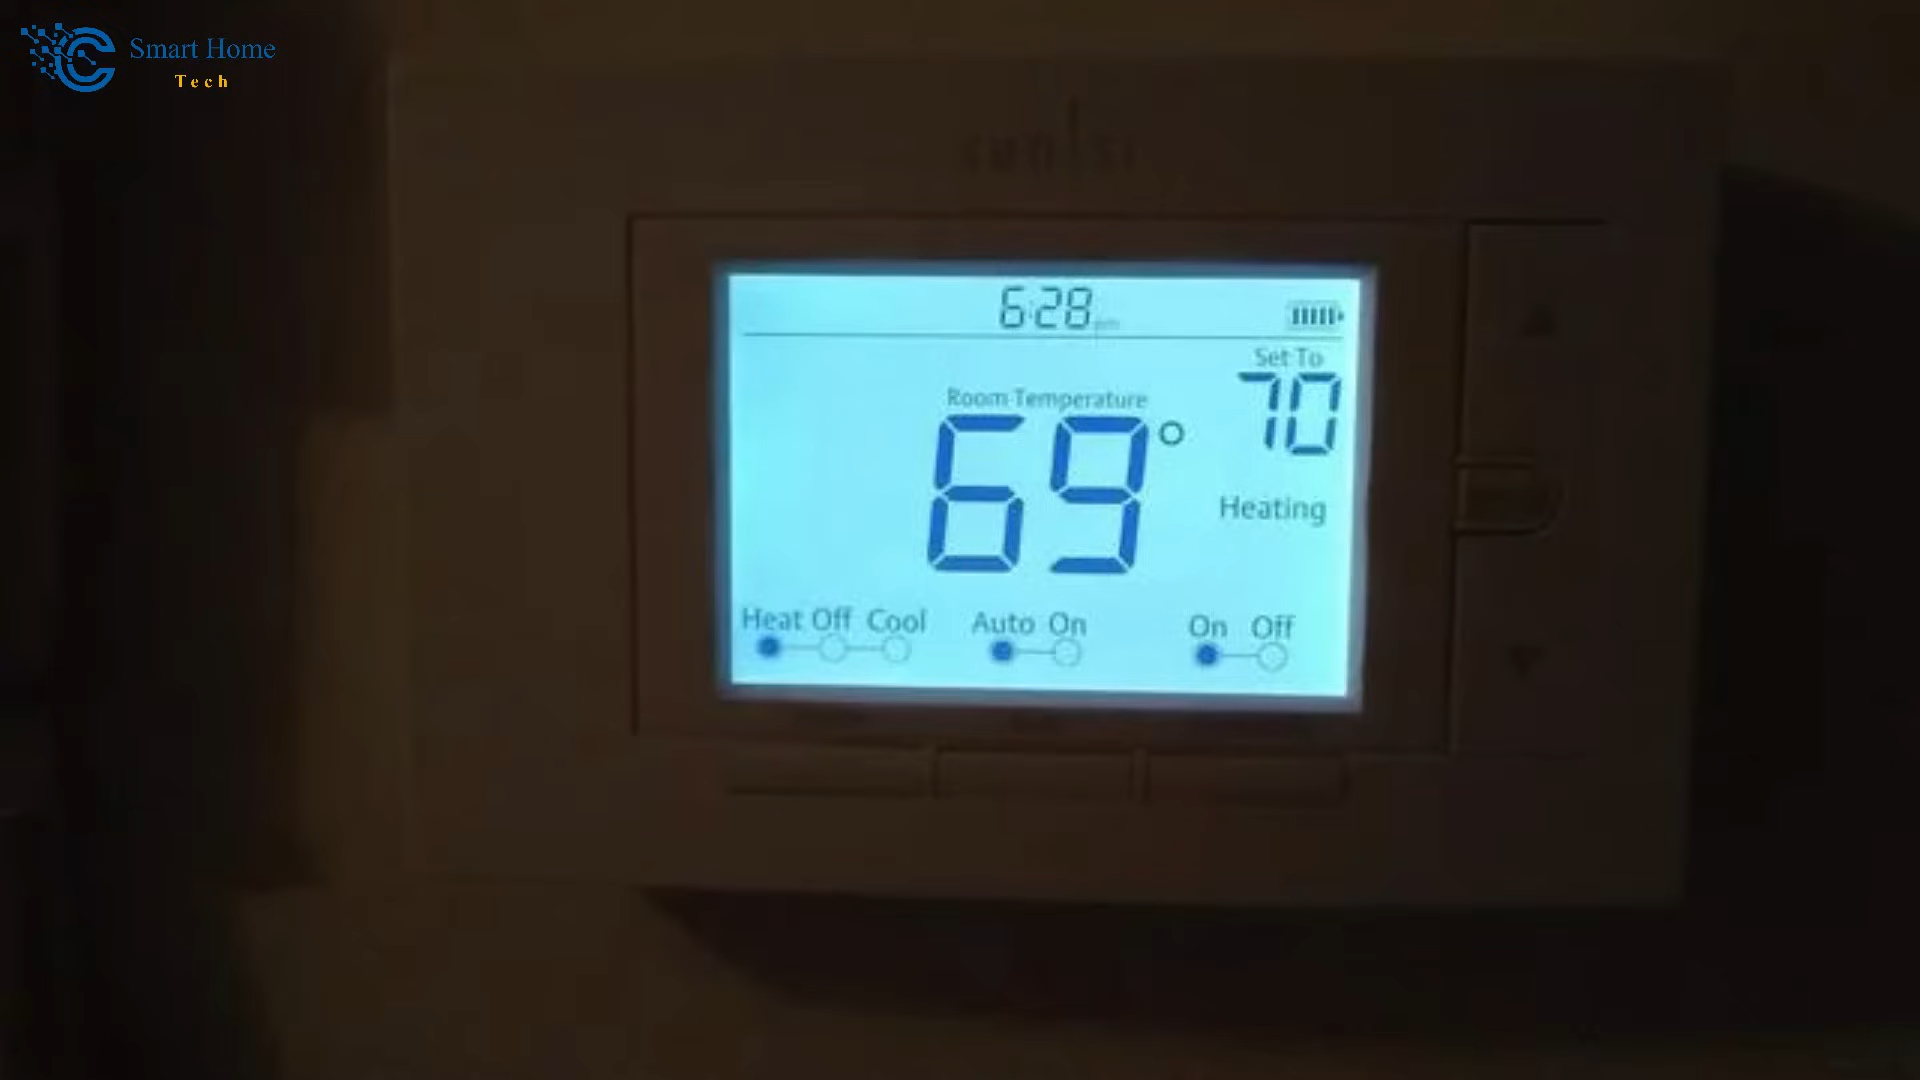 Smart Home
Tech
6:28 pm
Set To
70
Room Temperature
69°
Heating
Heat Off Cool
Auto On
On Off